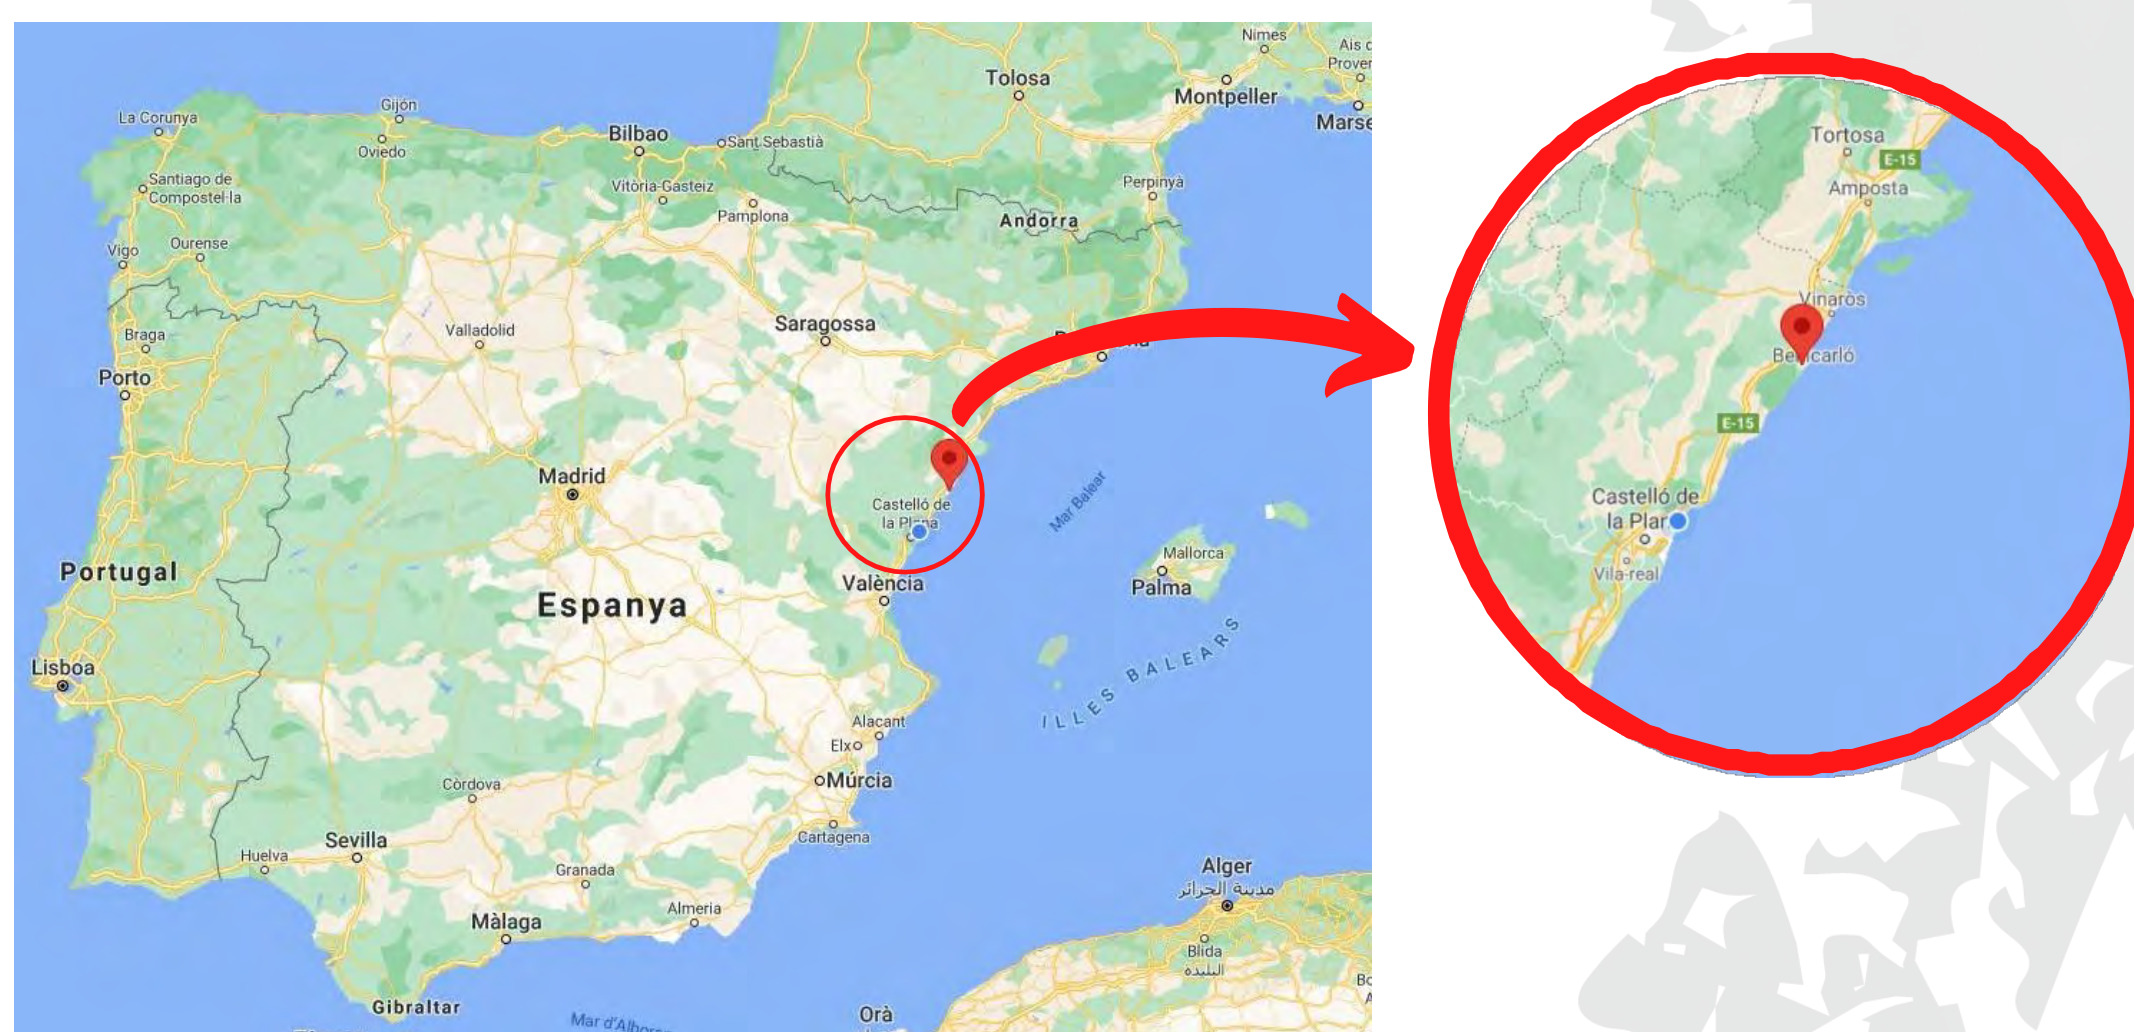 Nimes
Tolosa
Montpeller
La Corunya
Gijón
Bilbao
Sant Sebastià
Oviedo
Santiago de
Compostel·la
Vitòria-Gasteiz
Pamplona
Perpinyà
Andorra
Vigo
Ourense
Braga
Valladolid
Saragossa
Porto
Madrid
Castelló de
Mar Balear
Mallorca
Palma
València
Portugal
Espanya
ILLES BALEARS
Lisboa
Alacant
Elx
Múrcia
Còrdova
Cartagena
Sevilla
Huelva
Granada
Almeria
Màlaga
Alger
مدينة الجزائر
Blida
البليدة
Gibraltar
Orà
Tortosa
E-15
Amposta
Vinaròs
E-15
Castelló de
Vila-real